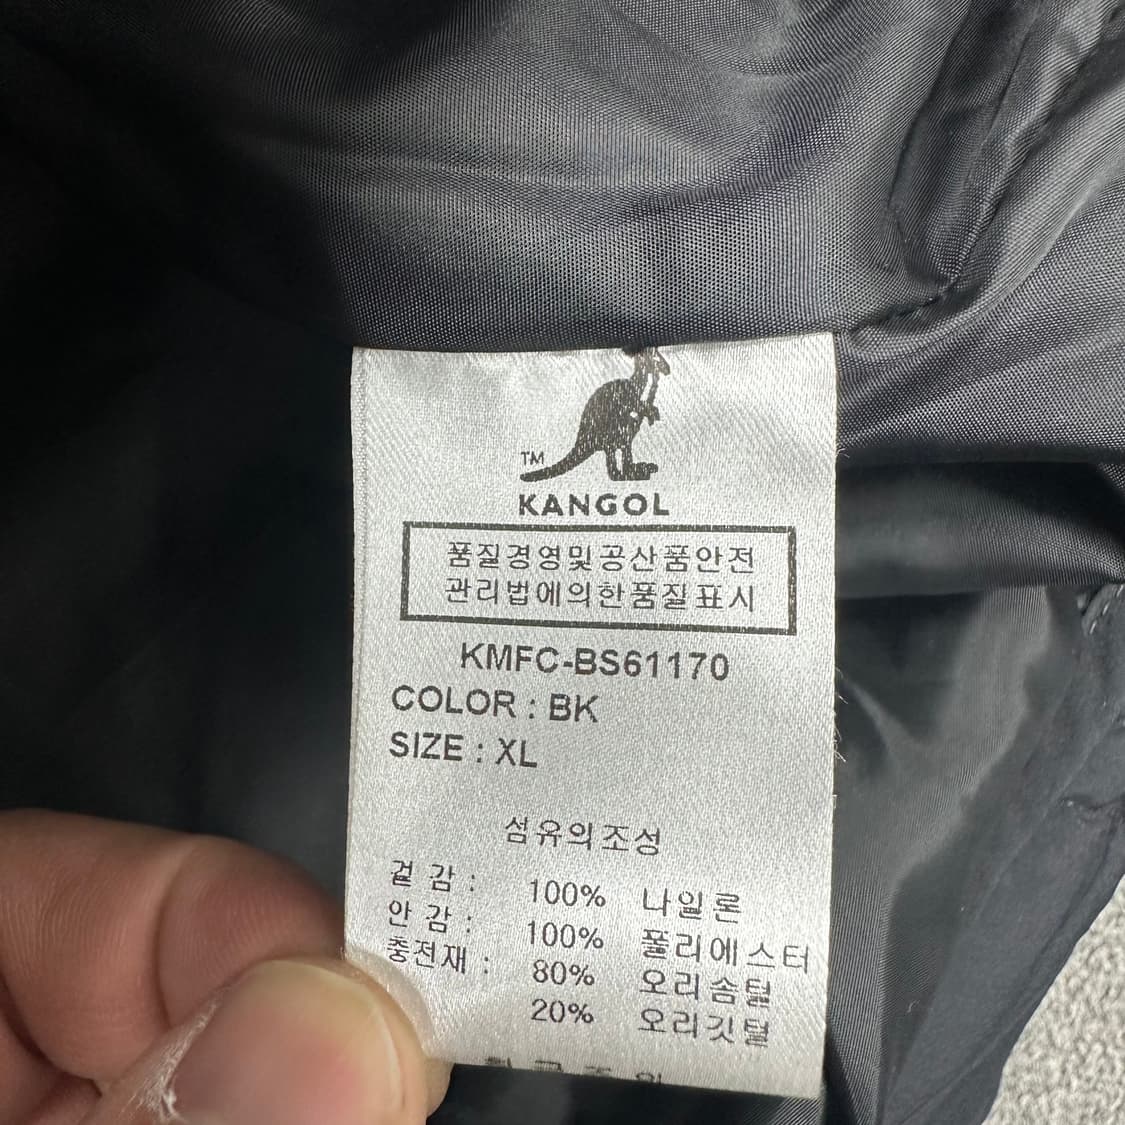 TM
KANGOL
품질경영및공산품안전
관리법에의한품질표시
KMFC-BS61170
COLOR : BK
SIZE : XL
섬유의조성
겉 감 : 100% 나일론
안 감 : 100% 폴리에스터
충전재 : 80% 오리솜털
20% 오리깃털